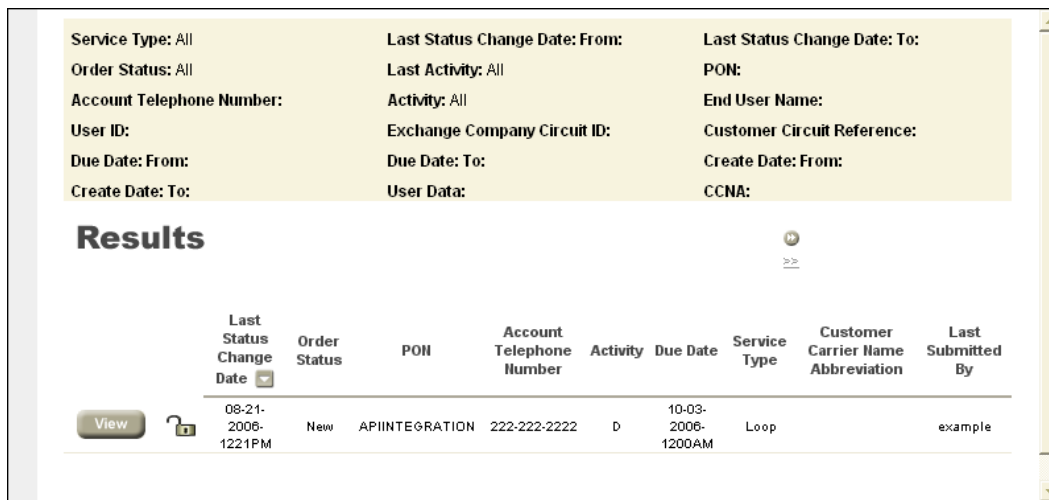 Service Type: All Last Status Change Date: From: Last Status Change Date: To:
Order Status: All Last Activity: All PON:
Account Telephone Number: Activity: All End User Name:
User ID: Exchange Company Circuit ID: Customer Circuit Reference:
Due Date: From: Due Date: To: Create Date: From:
Create Date: To: User Data: CCNA:
Results
>>
Last Status Change Date Order Status PON Account Telephone Number Activity Due Date Service Type Customer Carrier Name Abbreviation Last Submitted By
View 08-21-2006-1221PM New APIINTEGRATION 222-222-2222 D 10-03-2006-1200AM Loop example